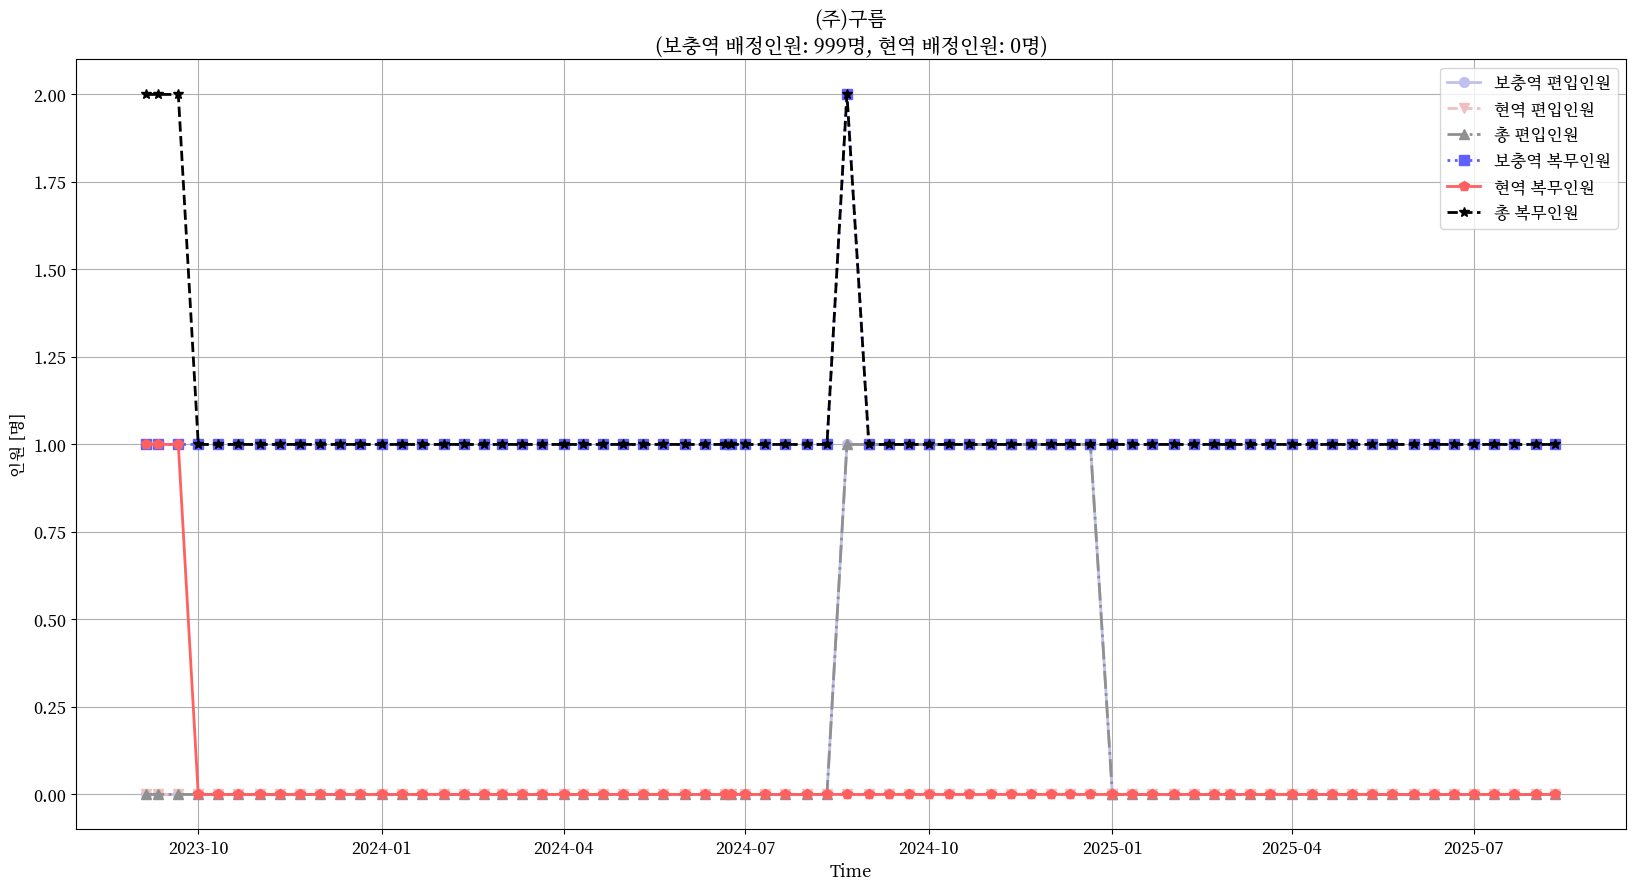 (주)구름
(보충역 배정인원: 999명, 현역 배정인원: 0명)
보충역 편입인원
현역 편입인원
총 편입인원
보충역 복무인원
현역 복무인원
총 복무인원
인원 [명]
2.00
1.75
1.50
1.25
1.00
0.75
0.50
0.25
0.00
2023-10
2024-01
2024-04
2024-07
2024-10
2025-01
2025-04
2025-07
Time